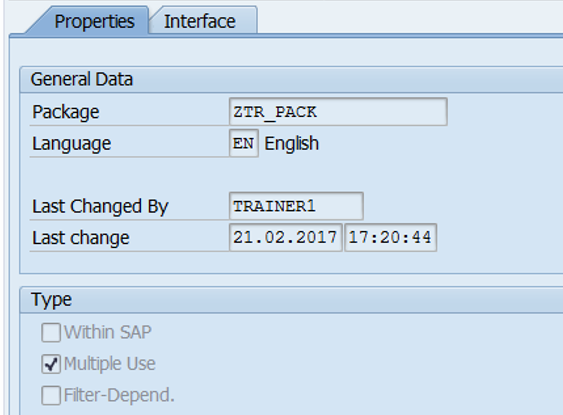 Properties Interface
General Data
Package ZTR_PACK
Language EN English
Last Changed By TRAINER1
Last change 21.02.2017 17:20:44
Type
Within SAP
Multiple Use
Filter-Depend.